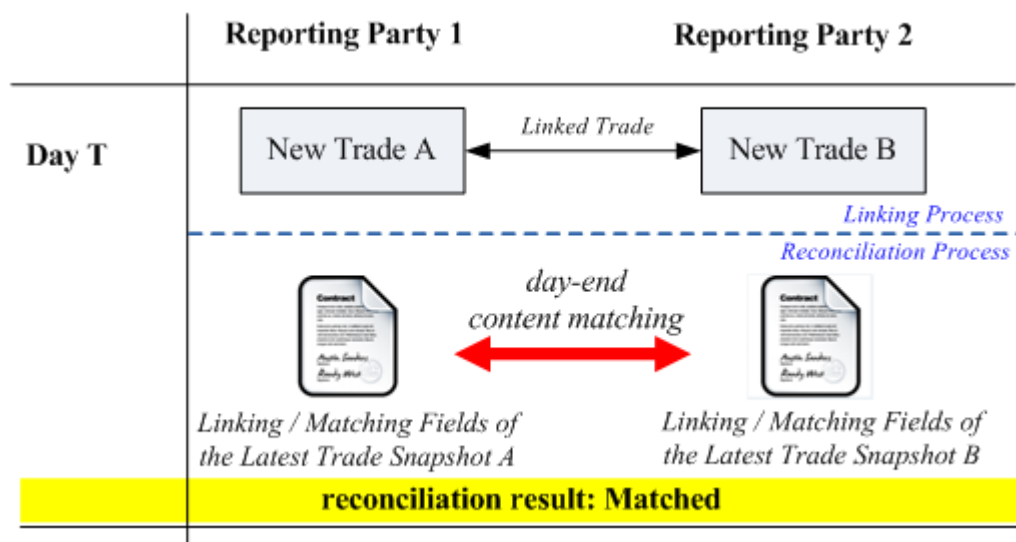 Reporting Party 1
Reporting Party 2
Day T
New Trade A
Linked Trade
New Trade B
Linking Process
Reconciliation Process
day-end
content matching
Contract
Contract
Linking / Matching Fields of
the Latest Trade Snapshot A
Linking / Matching Fields of
the Latest Trade Snapshot B
reconciliation result: Matched